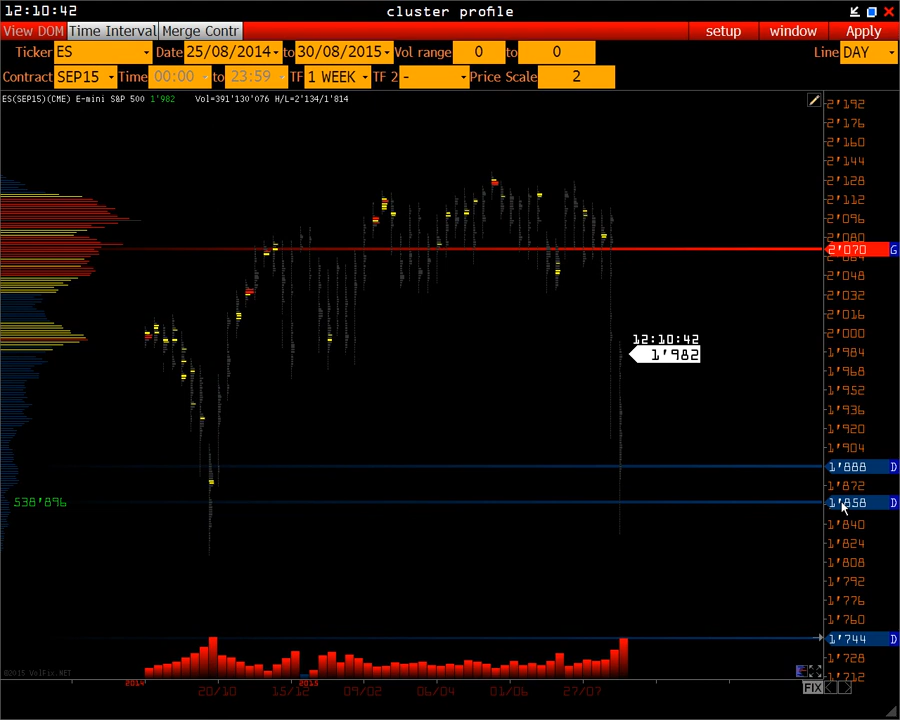 12:10:42 cluster profile
View DOM Time Interval Merge Contr setup window Apply
Ticker ES Date 25/08/2014 to 30/08/2015 Vol range 0 to 0 Line DAY
Contract SEP15 Time 00:00 to 23:59 TF 1 WEEK TF 2 - Price Scale 2
ES(SEP15)(CME) E-mini S&P 500 1'982 Vol=391'130'076 H/L=2'134/1'814
2'192
2'176
2'160
2'144
2'128
2'112
2'096
2'080
2'070 G
2'048
2'032
2'016
2'000
12:10:42
1'982
1'984
1'968
1'952
1'936
1'920
1'904
1'888 D
1'872
538'896
1'858 D
1'840
1'824
1'808
1'792
1'776
1'760
1'744 D
1'728
1'712
©2015 VolFix.NET
FIX
2014 2015
20/10 15/12 09/02 06/04 01/06 27/07